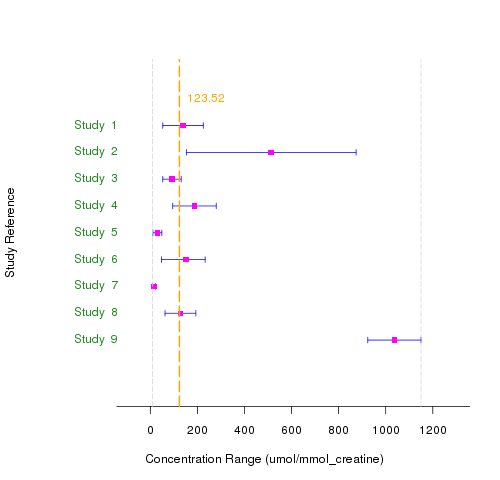 123.52
Study 1
Study 2
Study 3
Study 4
Study 5
Study 6
Study 7
Study 8
Study 9
Study Reference
0 200 400 600 800 1000 1200
Concentration Range (umol/mmol_creatine)